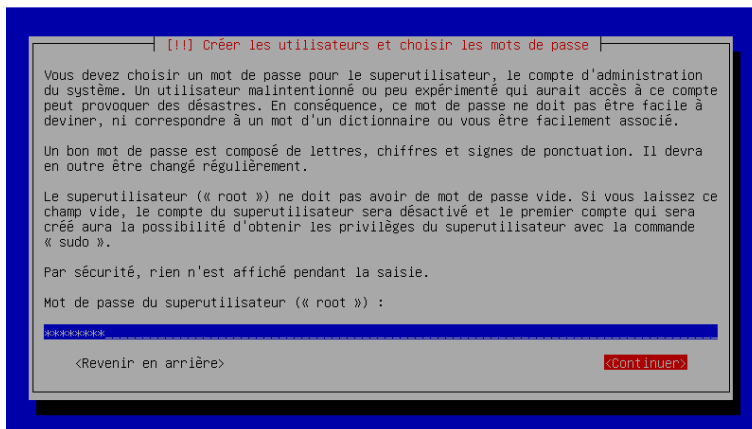 [!!] Créer les utilisateurs et choisir les mots de passe
Vous devez choisir un mot de passe pour le superutilisateur, le compte d'administration
du système. Un utilisateur malintentionné ou peu expérimenté qui aurait accès à ce compte
peut provoquer des désastres. En conséquence, ce mot de passe ne doit pas être facile à
deviner, ni correspondre à un mot d'un dictionnaire ou vous être facilement associé.
Un bon mot de passe est composé de lettres, chiffres et signes de ponctuation. Il devra
en outre être changé régulièrement.
Le superutilisateur (« root ») ne doit pas avoir de mot de passe vide. Si vous laissez ce
champ vide, le compte du superutilisateur sera désactivé et le premier compte qui sera
créé aura la possibilité d'obtenir les privilèges du superutilisateur avec la commande
« sudo ».
Par sécurité, rien n'est affiché pendant la saisie.
Mot de passe du superutilisateur (« root ») :
********
<Revenir en arrière> <Continuer>